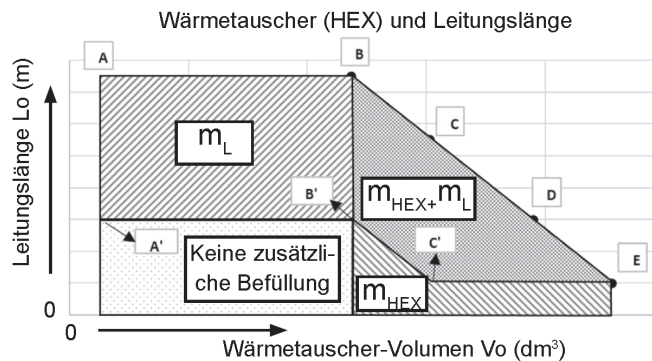 Wärmetauscher (HEX) und Leitungslänge
A
B
Leitungslänge Lo (m)
m_L
C
B'
m_HEX+ m_L
D
A'
Keine zusätzli-
che Befüllung
C'
E
m_HEX
0
0
Wärmetauscher-Volumen Vo (dm³)